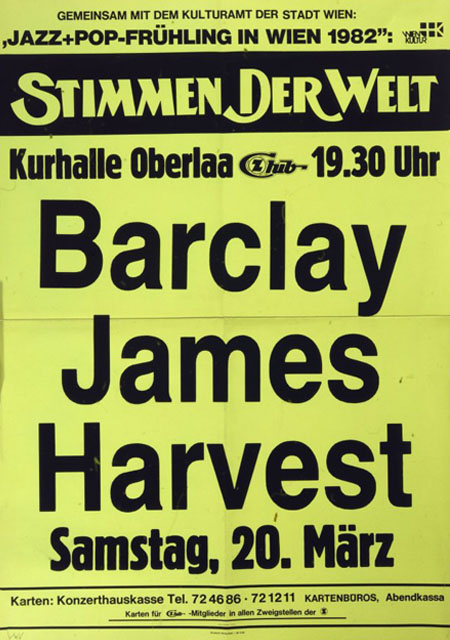 GEMEINSAM MIT DEM KULTURAMT DER STADT WIEN:
„JAZZ+POP-FRÜHLING IN WIEN 1982”: WIEN KULTUR
STIMMEN DER WELT
Kurhalle Oberlaa Z Club 19.30 Uhr
Barclay
James
Harvest
Samstag, 20. März
Karten: Konzerthauskasse Tel. 72 46 86 · 72 12 11 KARTENBÜROS, Abendkassa
Karten für Club -Mitglieder in allen Zweigstellen der Z